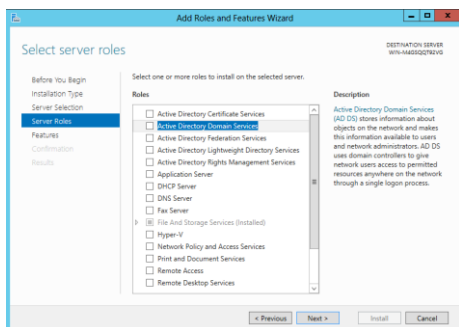 Add Roles and Features Wizard
Select server roles
DESTINATION SERVER
Before You Begin
Installation Type
Server Selection
Server Roles
Features
Confirmation
Results
Select one or more roles to install on the selected server.
Roles
Active Directory Certificate Services
Active Directory Domain Services
Active Directory Federation Services
Active Directory Lightweight Directory Services
Active Directory Rights Management Services
Application Server
DHCP Server
DNS Server
Fax Server
File And Storage Services (Installed)
Hyper-V
Network Policy and Access Services
Print and Document Services
Remote Access
Remote Desktop Services
Description
Active Directory Domain Services
(AD DS) stores information about
objects on the network and makes
this information available to users
and network administrators. AD DS
uses domain controllers to give
network users access to permitted
resources anywhere on the network
through a single logon process.
< Previous
Next >
Install
Cancel